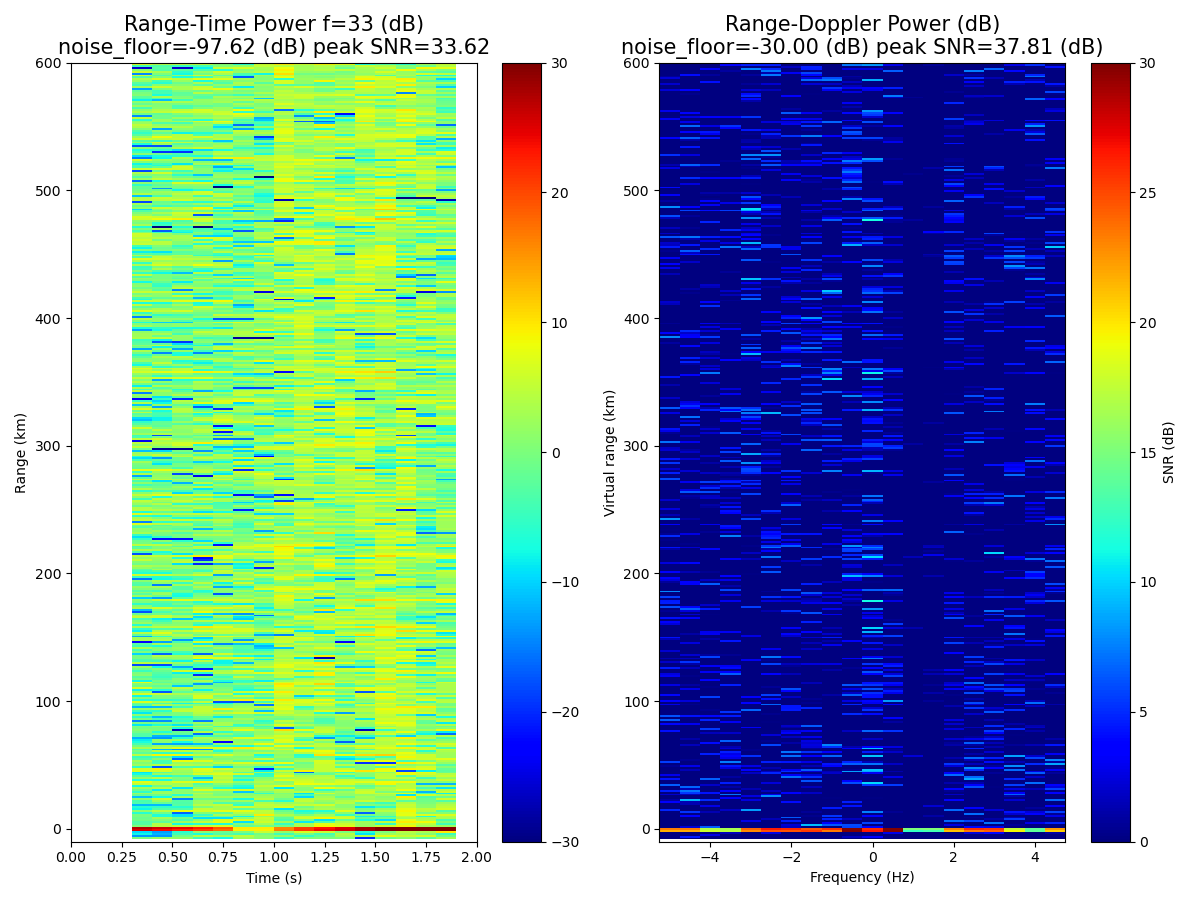 Range-Time Power f=33 (dB)
noise_floor=-97.62 (dB) peak SNR=33.62
Range-Doppler Power (dB)
noise_floor=-30.00 (dB) peak SNR=37.81 (dB)
600
500
400
300
200
100
0
Range (km)
0.00 0.25 0.50 0.75 1.00 1.25 1.50 1.75 2.00
Time (s)
30
20
10
0
−10
−20
−30
600
500
400
300
200
100
0
Virtual range (km)
−4 −2 0 2 4
Frequency (Hz)
30
25
20
15
10
5
0
SNR (dB)